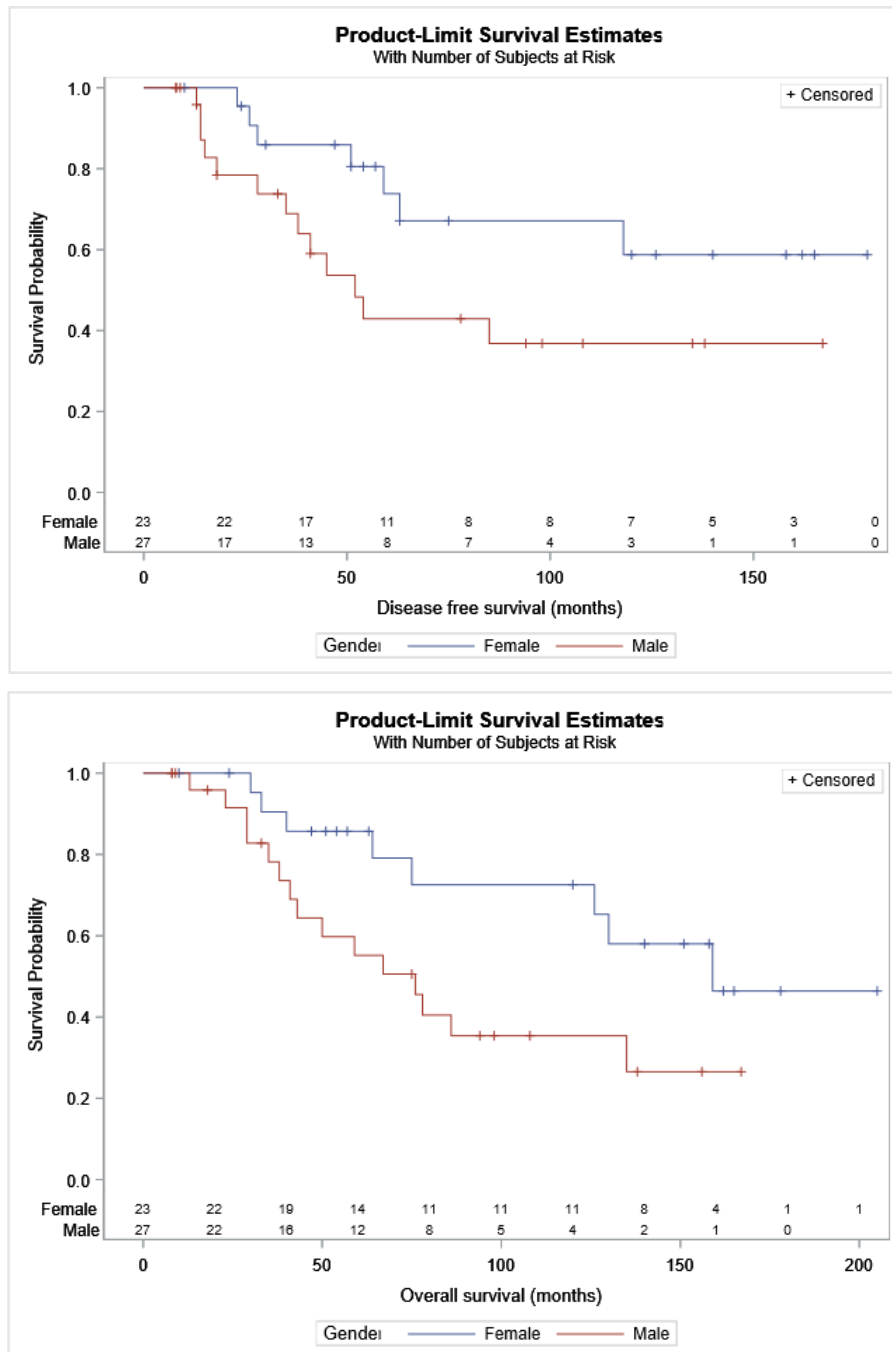 Product-Limit Survival Estimates
With Number of Subjects at Risk
+ Censored
1.0
0.8
0.6
0.4
0.2
0.0
Survival Probability
Female 23 22 17 11 8 8 7 5 3 0
Male 27 17 13 8 7 4 3 1 1 0
0 50 100 150
Disease free survival (months)
Gender Female Male
Product-Limit Survival Estimates
With Number of Subjects at Risk
+ Censored
1.0
0.8
0.6
0.4
0.2
0.0
Survival Probability
Female 23 22 19 14 11 11 11 8 4 1 1
Male 27 22 16 12 8 5 4 2 1 0
0 50 100 150 200
Overall survival (months)
Gender Female Male